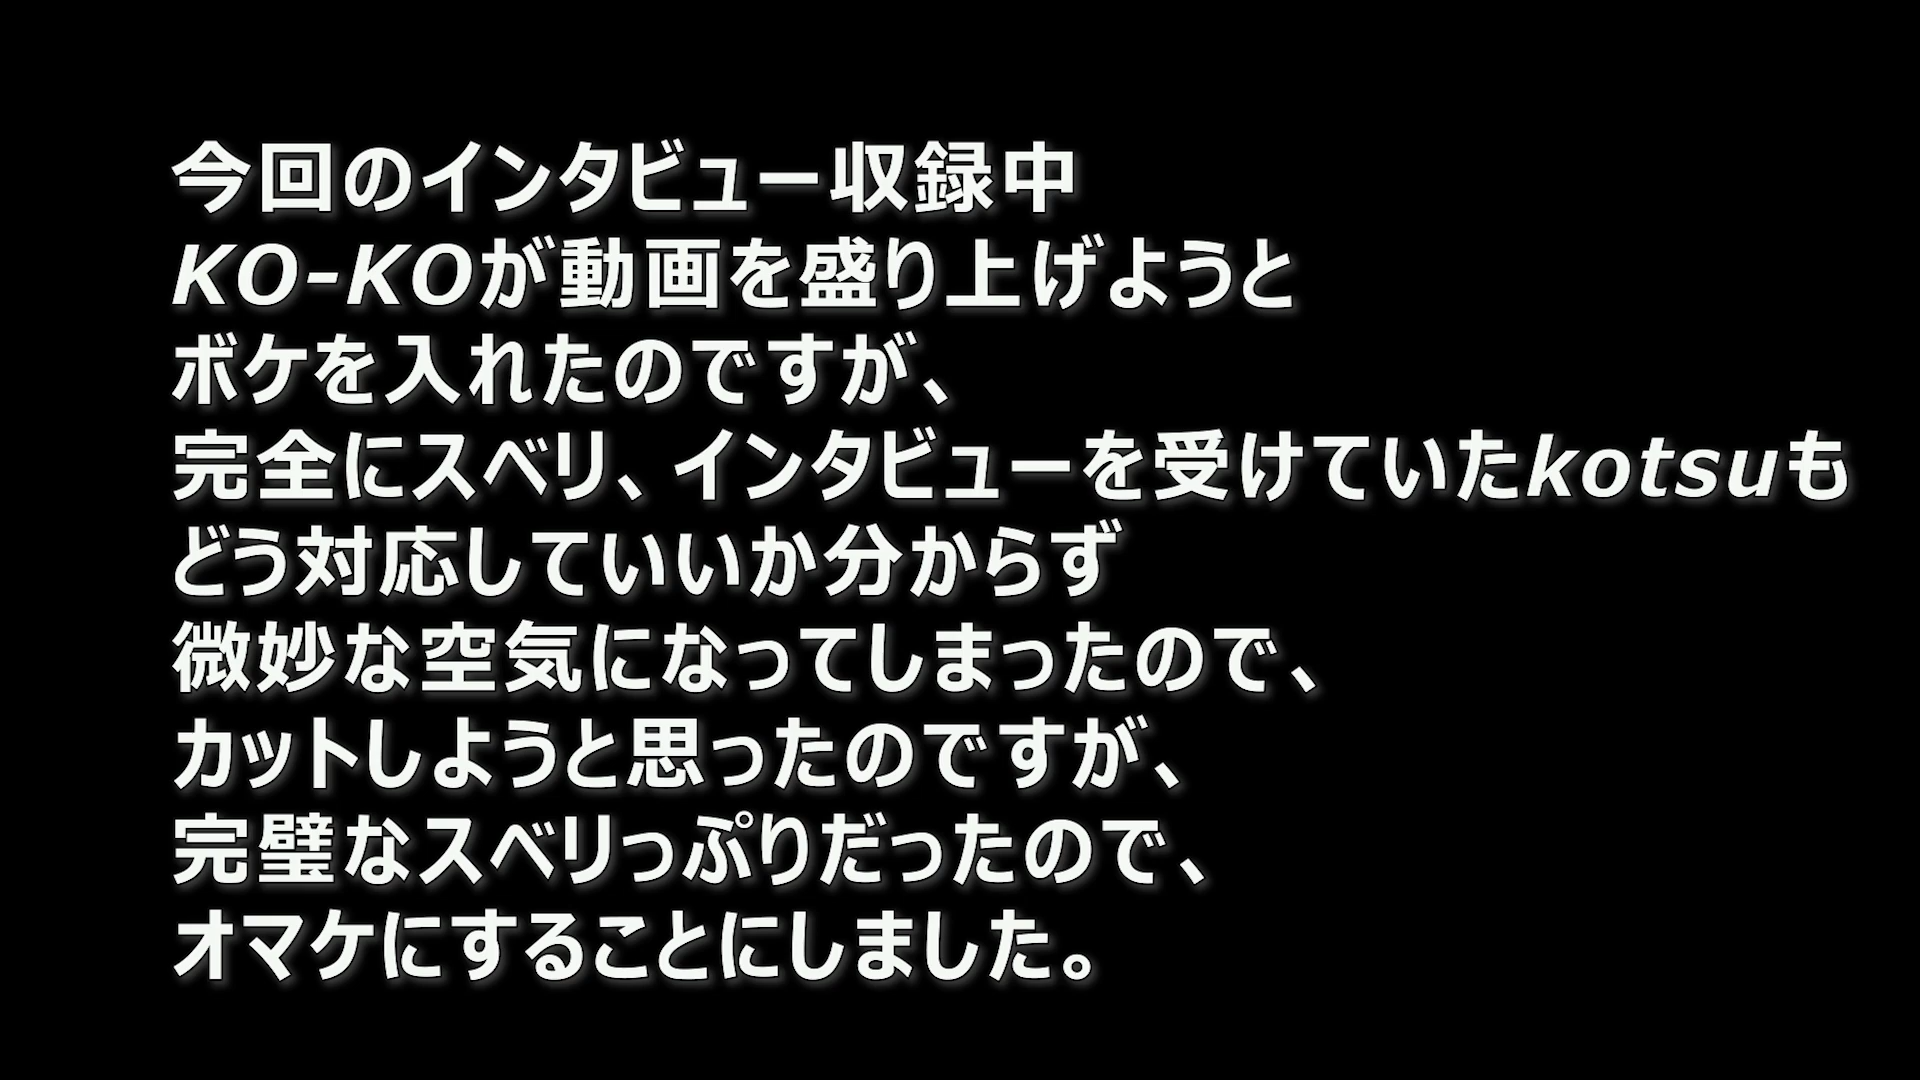 今回のインタビュー収録中
KO-KOが動画を盛り上げようと
ボケを入れたのですが、
完全にスベリ、インタビューを受けていたkotsuも
どう対応していいか分からず
微妙な空気になってしまったので、
カットしようと思ったのですが、
完璧なスベリっぷりだったので、
オマケにすることにしました。